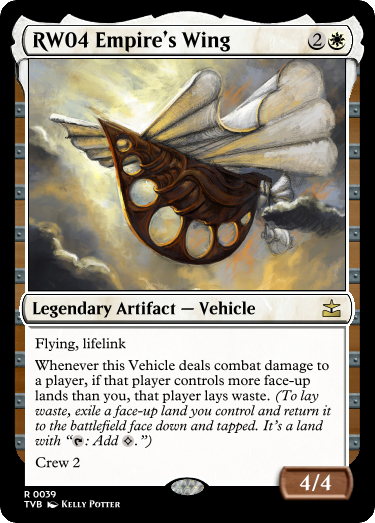 RW04 Empire's Wing 2
Legendary Artifact — Vehicle
Flying, lifelink
Whenever this Vehicle deals combat damage to
a player, if that player controls more face-up
lands than you, that player lays waste. (To lay
waste, exile a face-up land you control and return it
to the battlefield face down and tapped. It's a land
with “: Add .”)
Crew 2
4/4
R 0039
TVB Kelly Potter